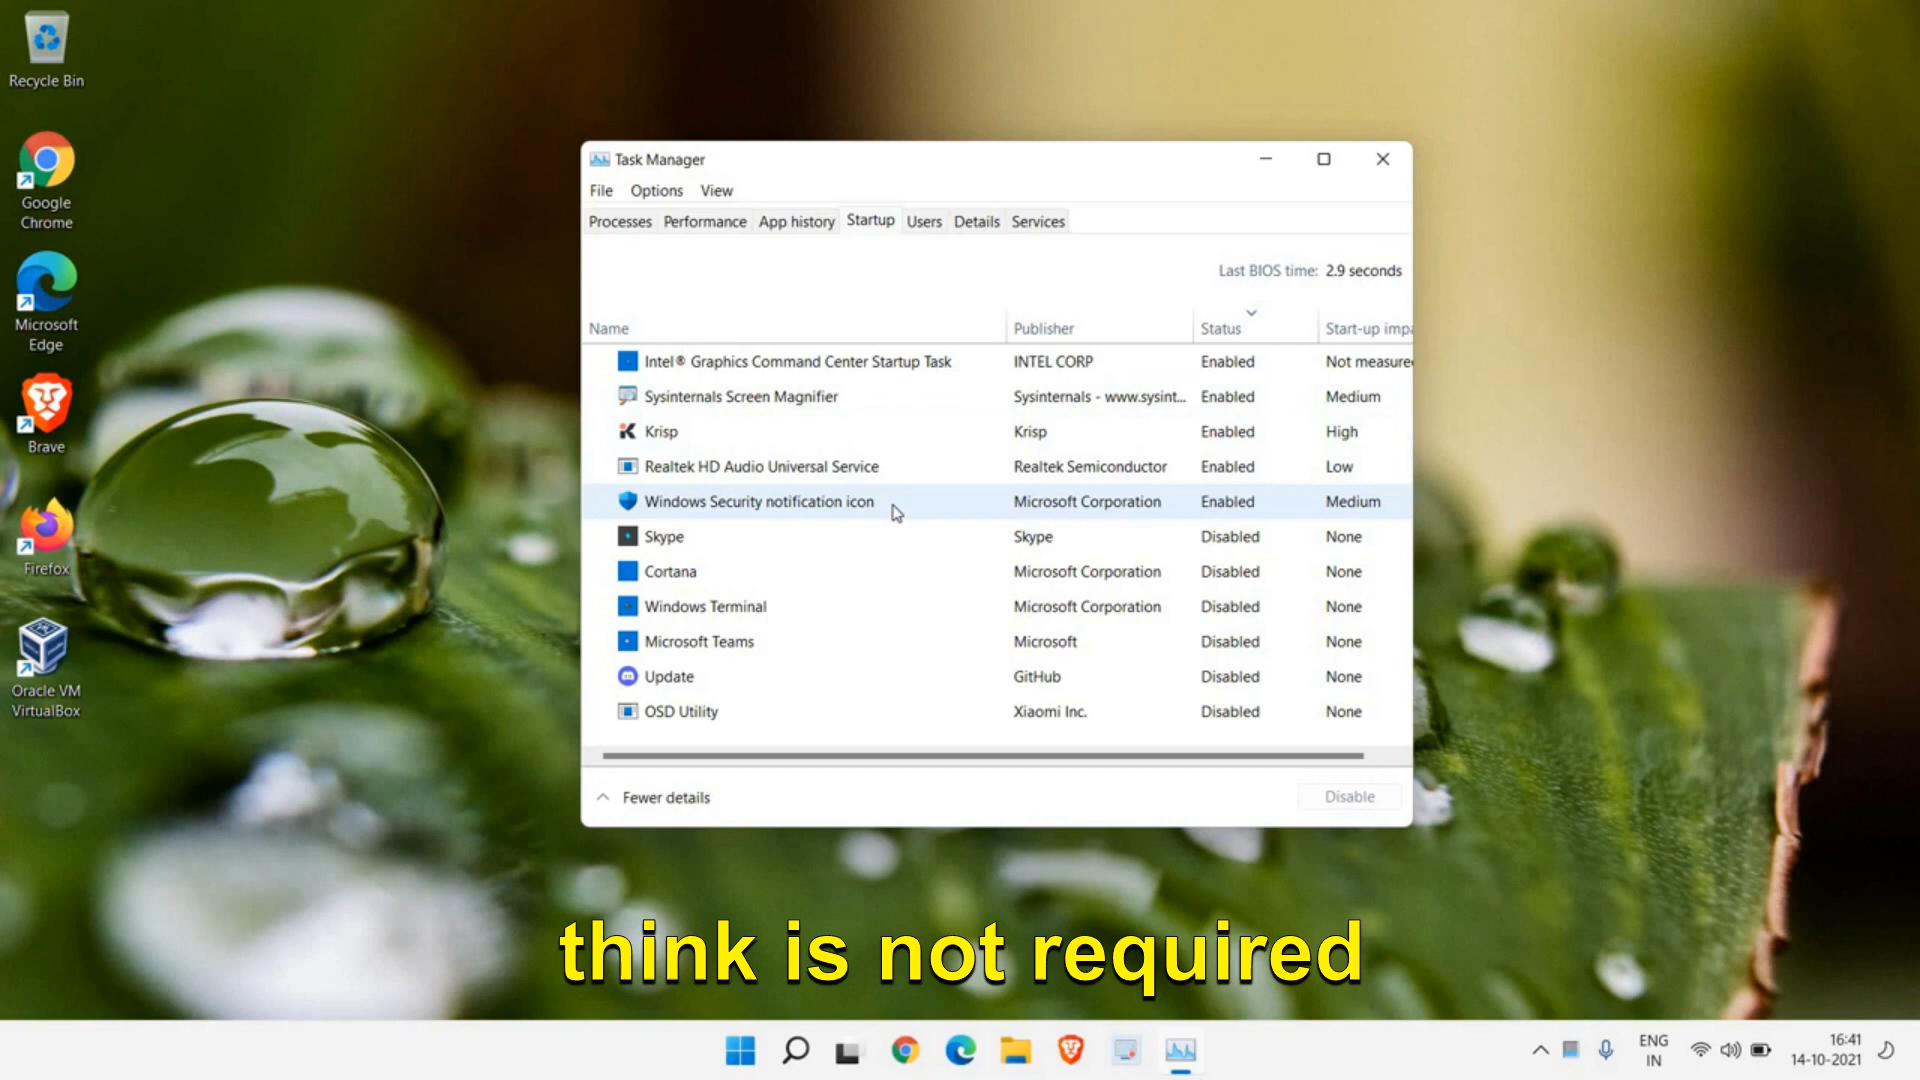 Recycle Bin
Google
Chrome
Microsoft
Edge
Brave
Firefox
Oracle VM
VirtualBox
Task Manager
File Options View
Processes Performance App history Startup Users Details Services
Last BIOS time: 2.9 seconds
Name Publisher Status Start-up impa
Intel® Graphics Command Center Startup Task INTEL CORP Enabled Not measured
Sysinternals Screen Magnifier Sysinternals - www.sysint... Enabled Medium
Krisp Krisp Enabled High
Realtek HD Audio Universal Service Realtek Semiconductor Enabled Low
Windows Security notification icon Microsoft Corporation Enabled Medium
Skype Skype Disabled None
Cortana Microsoft Corporation Disabled None
Windows Terminal Microsoft Corporation Disabled None
Microsoft Teams Microsoft Disabled None
Update GitHub Disabled None
OSD Utility Xiaomi Inc. Disabled None
Fewer details Disable
think is not required
ENG
IN
16:41
14-10-2021